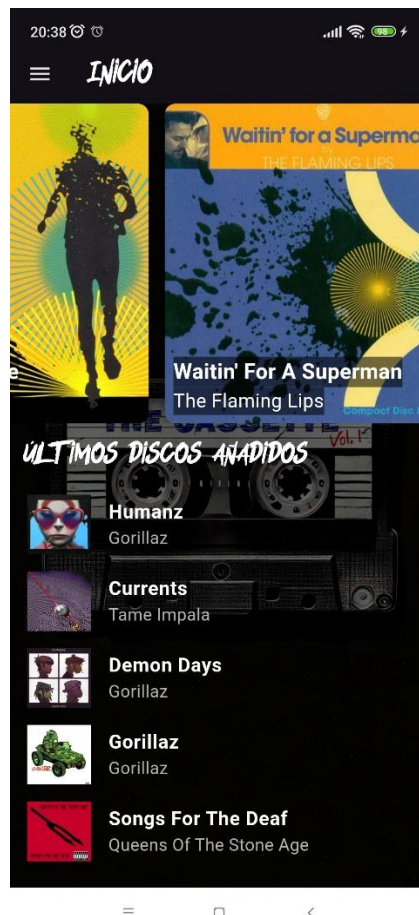 20:38
98
INICIO
Waitin' for a Superma
by
THE FLAMING LIPS
e
Waitin' For A Superman
The Flaming Lips
Compact Disc
THE CASSETTE
Vol. 1
ÚLTIMOS DISCOS AÑADIDOS
Humanz
Gorillaz
Currents
Tame Impala
Demon Days
Gorillaz
Gorillaz
Gorillaz
Songs For The Deaf
Queens Of The Stone Age